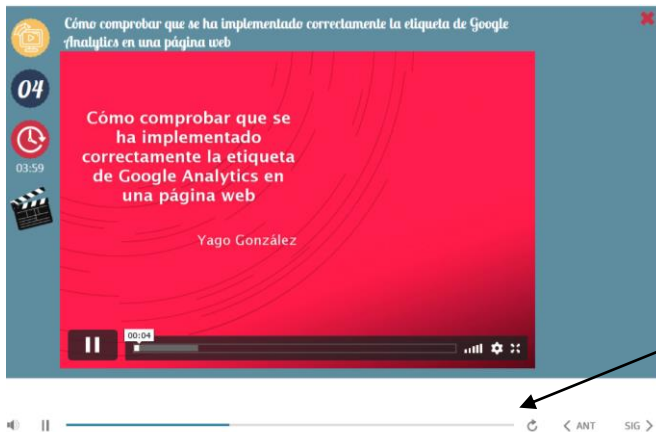 Cómo comprobar que se ha implementado correctamente la etiqueta de Google
Analytics en una página web
04
03:59
Cómo comprobar que se
ha implementado
correctamente la etiqueta
de Google Analytics en
una página web
Yago González
00:04
ANT
SIG